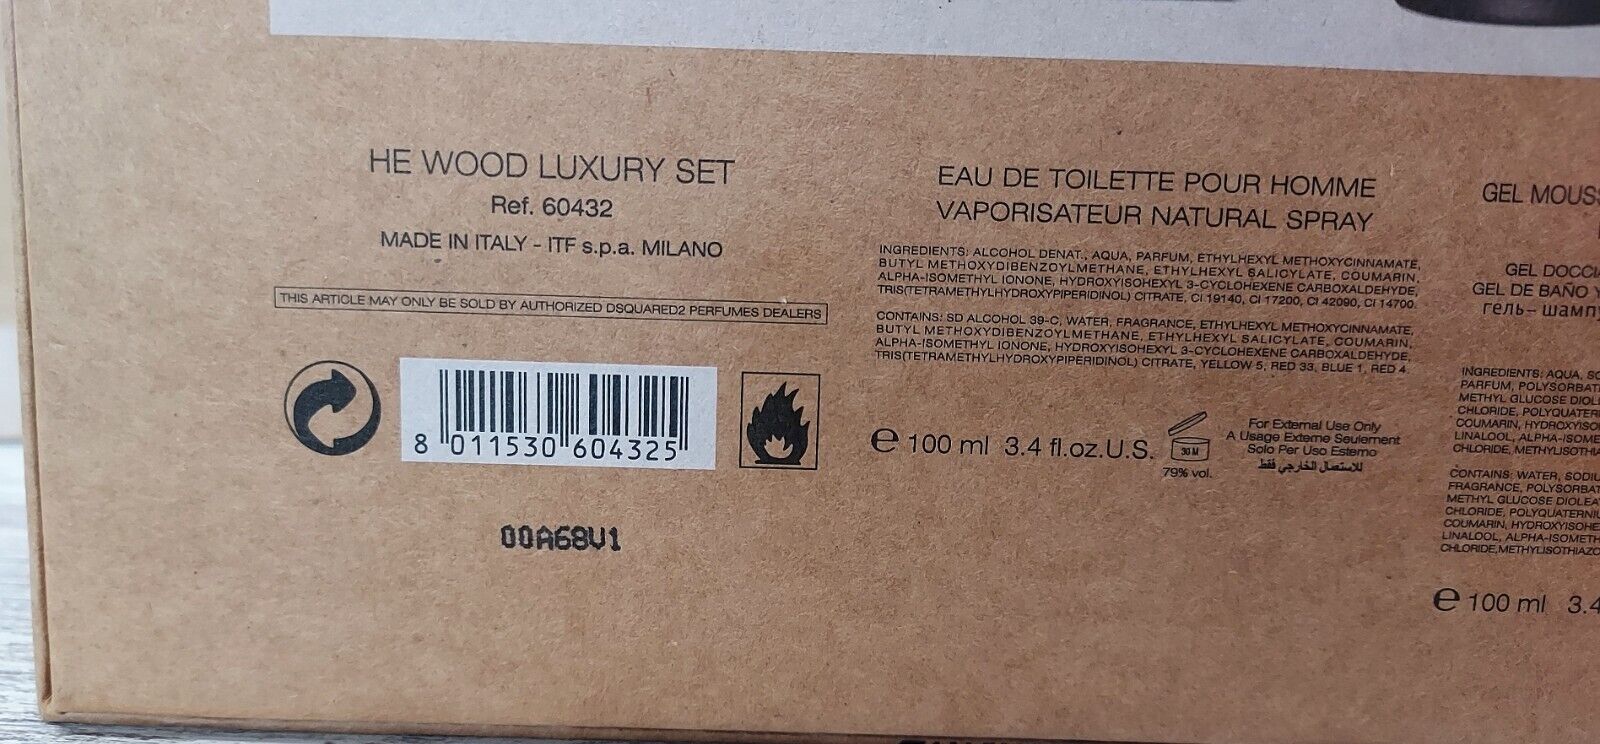 HE WOOD LUXURY SET
Ref. 60432
MADE IN ITALY - ITF s.p.a. MILANO
THIS ARTICLE MAY ONLY BE SOLD BY AUTHORIZED DSQUARED2 PERFUMES DEALERS
8 011530 604325
00A68V1
EAU DE TOILETTE POUR HOMME
VAPORISATEUR NATURAL SPRAY
INGREDIENTS: ALCOHOL DENAT., AQUA, PARFUM, ETHYLHEXYL METHOXYCINNAMATE,
BUTYL METHOXYDIBENZOYLMETHANE, ETHYLHEXYL SALICYLATE, COUMARIN,
ALPHA-ISOMETHYL IONONE, HYDROXYISOHEXYL 3-CYCLOHEXENE CARBOXALDEHYDE,
TRIS(TETRAMETHYLHYDROXYPIPERIDINOL) CITRATE, CI 19140, CI 17200, CI 42090, CI 14700.
CONTAINS: SD ALCOHOL 39-C, WATER, FRAGRANCE, ETHYLHEXYL METHOXYCINNAMATE,
BUTYL METHOXYDIBENZOYLMETHANE, ETHYLHEXYL SALICYLATE, COUMARIN,
ALPHA-ISOMETHYL IONONE, HYDROXYISOHEXYL 3-CYCLOHEXENE CARBOXALDEHYDE,
TRIS(TETRAMETHYLHYDROXYPIPERIDINOL) CITRATE, YELLOW 5, RED 33, BLUE 1, RED 4.
℮ 100 ml 3.4 fl.oz.U.S.
30 M
79% vol.
For External Use Only
A Usage Externe Seulement
Solo Per Uso Esterno
للاستعمال الخارجي فقط
GEL MOUSS
GEL DOCCIA
GEL DE BAÑO Y
гель- шампу
INGREDIENTS: AQUA, SO
PARFUM, POLYSORBAT
METHYL GLUCOSE DIOLE
CHLORIDE, POLYQUATER
COUMARIN, HYDROXYISO
LINALOOL, ALPHA-ISOME
CHLORIDE, METHYLISOTHIA
CONTAINS: WATER, SODIU
FRAGRANCE, POLYSORBAT
METHYL GLUCOSE DIOLEA
CHLORIDE, POLYQUATERNIU
COUMARIN, HYDROXYISOHE
LINALOOL, ALPHA-ISOMETH
CHLORIDE, METHYLISOTHIAZO
℮ 100 ml 3.4